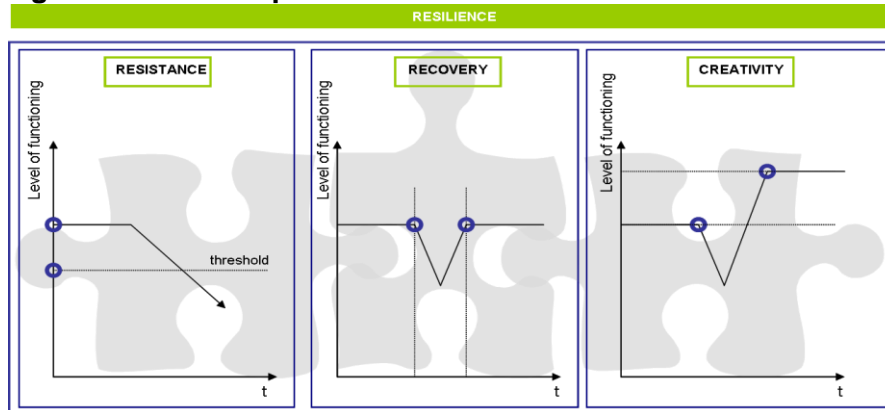 RESILIENCE
RESISTANCE
Level of functioning
threshold
t
RECOVERY
Level of functioning
t
CREATIVITY
Level of functioning
t